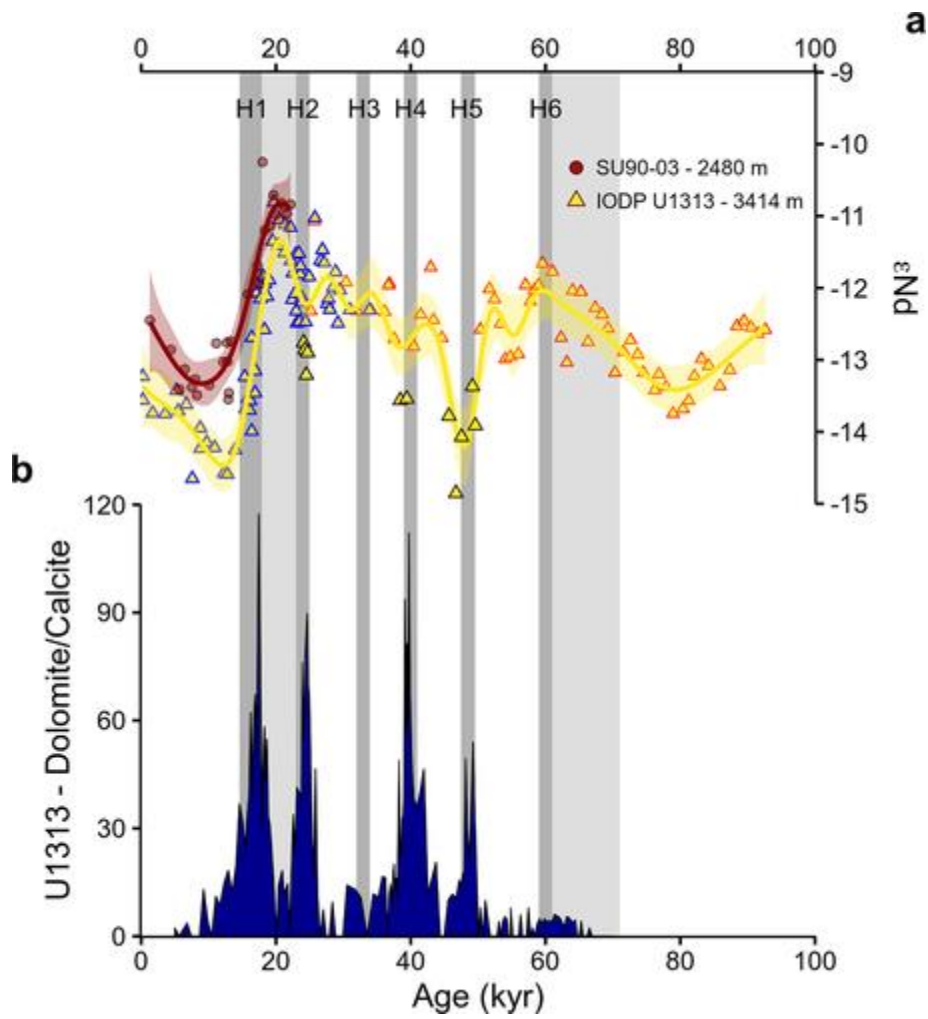 a
0 20 40 60 80 100
-9
H1 H2 H3 H4 H5 H6
-10
SU90-03 - 2480 m
IODP U1313 - 3414 m
-11
-12
εNd
-13
-14
-15
b
120
90
60
30
0
U1313 - Dolomite/Calcite
0 20 40 60 80 100
Age (kyr)